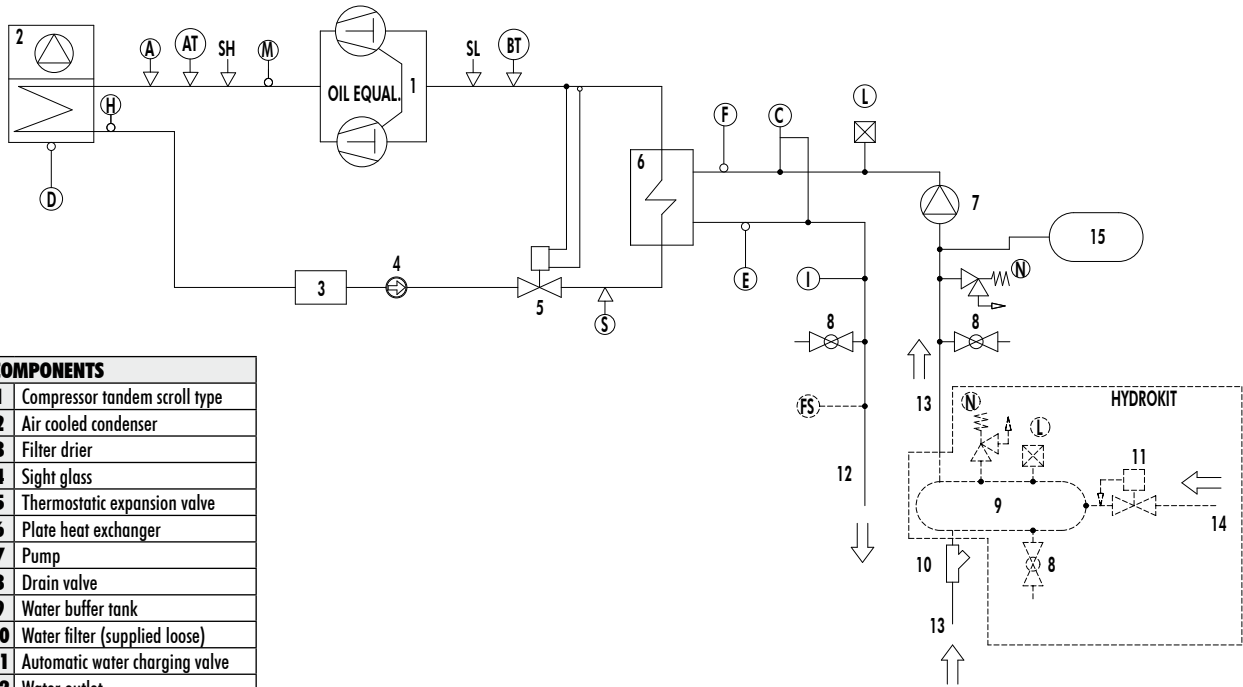 2
A
AT
SH
M
H
D
OIL EQUAL.
1
SL
BT
6
F
C
L
7
15
N
E
I
8
8
3
4
5
S
FS
12
13
HYDROKIT
N
L
11
9
14
10
8
13
OMPONENTS
Compressor tandem scroll type
Air cooled condenser
Filter drier
Sight glass
Thermostatic expansion valve
Plate heat exchanger
Pump
Drain valve
Water buffer tank
0 Water filter (supplied loose)
1 Automatic water charging valve